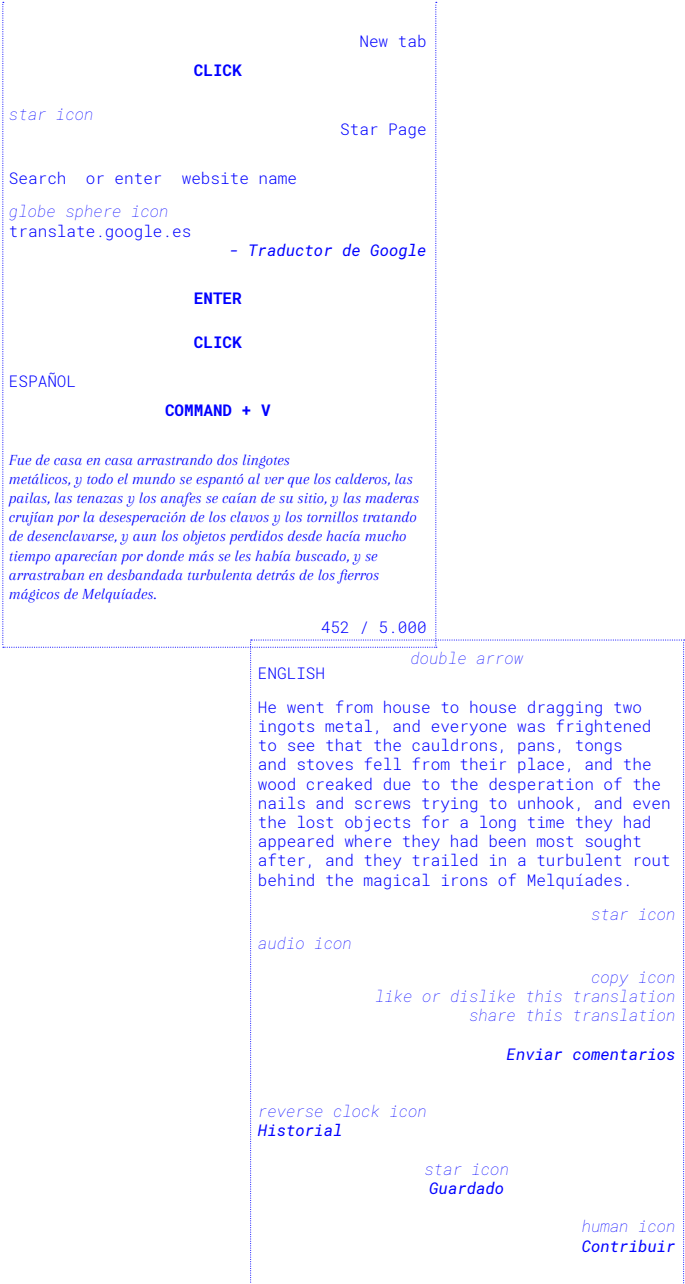 New tab
CLICK
star icon
Star Page
Search or enter website name
globe sphere icon
translate.google.es
- Traductor de Google
ENTER
CLICK
ESPAÑOL
COMMAND + V
Fue de casa en casa arrastrando dos lingotes
metálicos, y todo el mundo se espantó al ver que los calderos, las
pailas, las tenazas y los anafes se caían de su sitio, y las maderas
crujían por la desesperación de los clavos y los tornillos tratando
de desenclavarse, y aun los objetos perdidos desde hacía mucho
tiempo aparecían por donde más se les había buscado, y se
arrastraban en desbandada turbulenta detrás de los fierros
mágicos de Melquíades.
452 / 5.000
double arrow
ENGLISH
He went from house to house dragging two
ingots metal, and everyone was frightened
to see that the cauldrons, pans, tongs
and stoves fell from their place, and the
wood creaked due to the desperation of the
nails and screws trying to unhook, and even
the lost objects for a long time they had
appeared where they had been most sought
after, and they trailed in a turbulent rout
behind the magical irons of Melquíades.
star icon
audio icon
copy icon
like or dislike this translation
share this translation
Enviar comentarios
reverse clock icon
Historial
star icon
Guardado
human icon
Contribuir